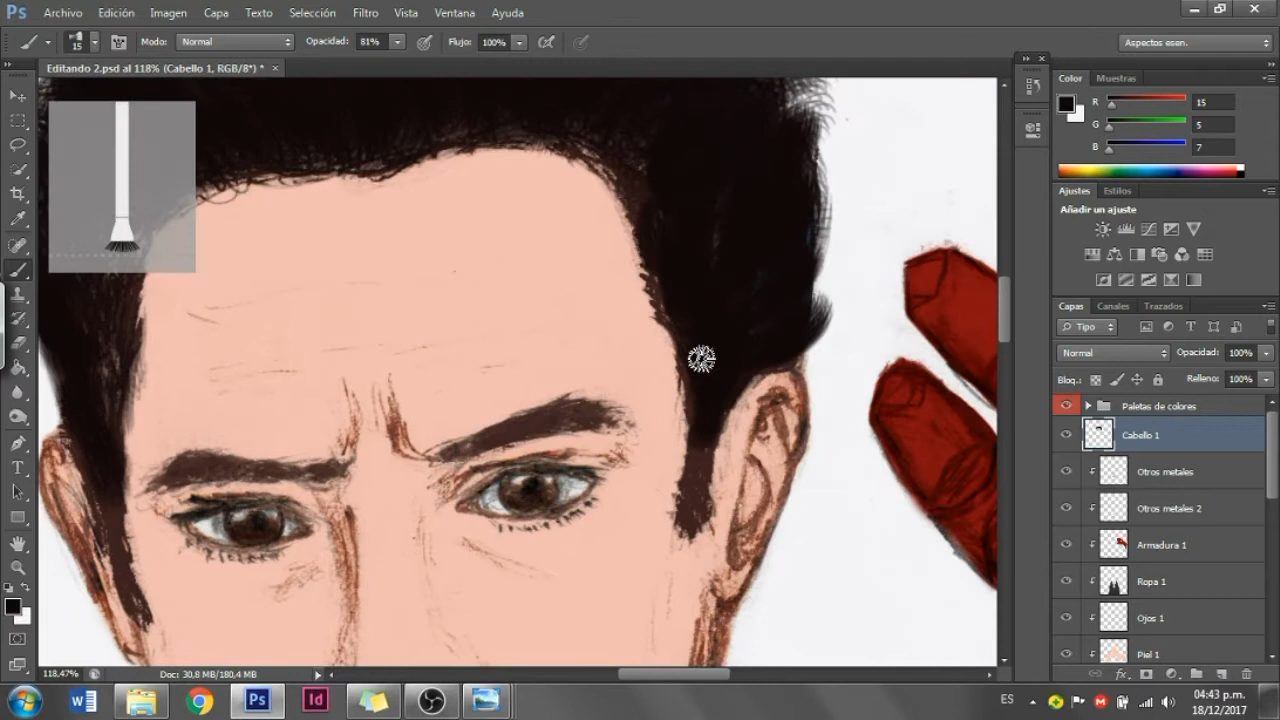 Ps Archivo Edición Imagen Capa Texto Selección Filtro Vista Ventana Ayuda
15 Modo: Normal Opacidad: 81% Flujo: 100% Aspectos esen.
Editando 2.psd al 118% (Cabello 1, RGB/8*) *
Color Muestras
R 15
G 5
B 7
Ajustes Estilos
Añadir un ajuste
Capas Canales Trazados
Tipo
Normal Opacidad: 100%
Bloq.: Relleno: 100%
Paletas de colores
Cabello 1
Otros metales
Otros metales 2
Armadura 1
Ropa 1
Ojos 1
Piel 1
118,47% Doc: 30,8 MB/180,4 MB
W Ps Id ES 04:43 p.m.
18/12/2017